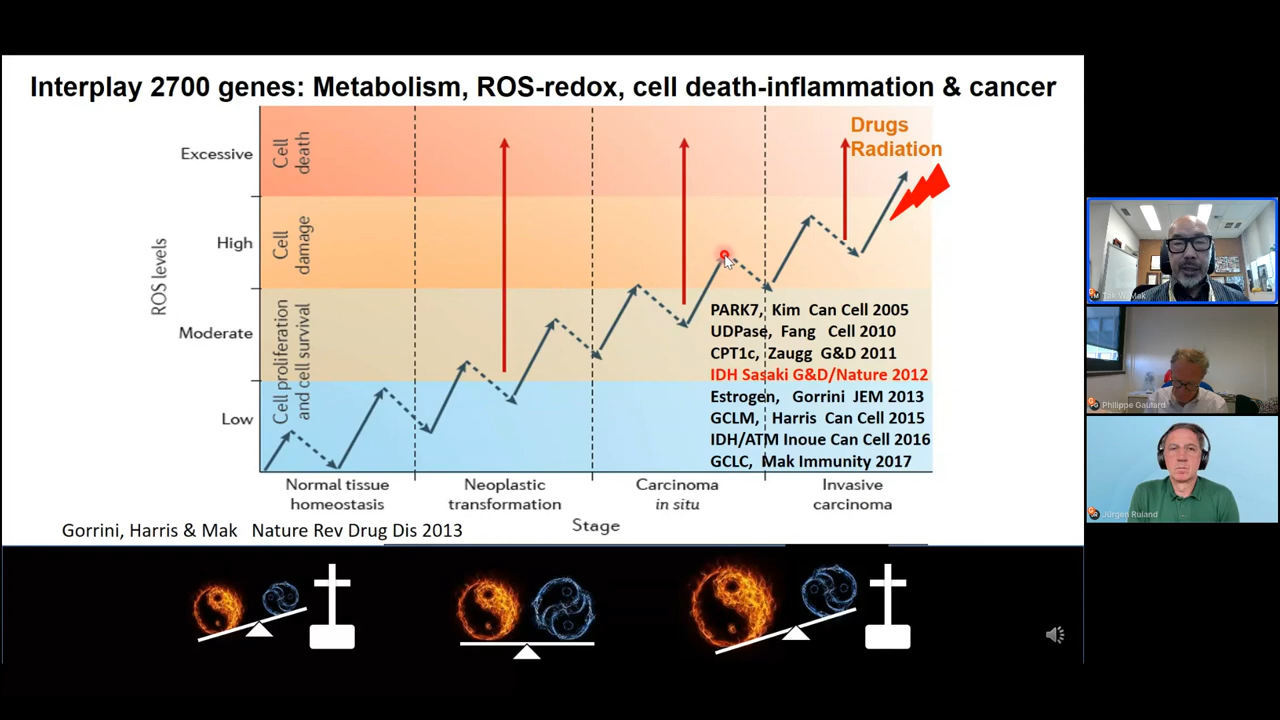 Interplay 2700 genes: Metabolism, ROS-redox, cell death-inflammation & cancer
Drugs
Radiation
Excessive
High
Moderate
Low
ROS levels
Cell
death
Cell
damage
Cell proliferation
and cell survival
PARK7, Kim Can Cell 2005
UDPase, Fang Cell 2010
CPT1c, Zaugg G&D 2011
IDH Sasaki G&D/Nature 2012
Estrogen, Gorrini JEM 2013
GCLM, Harris Can Cell 2015
IDH/ATM Inoue Can Cell 2016
GCLC, Mak Immunity 2017
Normal tissue
homeostasis
Neoplastic
transformation
Carcinoma
in situ
Invasive
carcinoma
Stage
Gorrini, Harris & Mak Nature Rev Drug Dis 2013
Tak W Mak
Philippe Gaulard
Jürgen Ruland